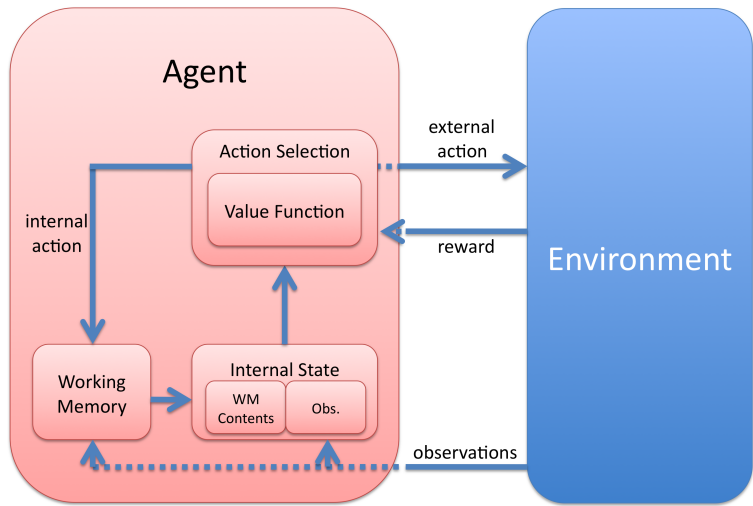 Agent
external
action
Action Selection
Value Function
internal
action
reward
Environment
Internal State
Working
Memory
WM
Contents
Obs.
observations